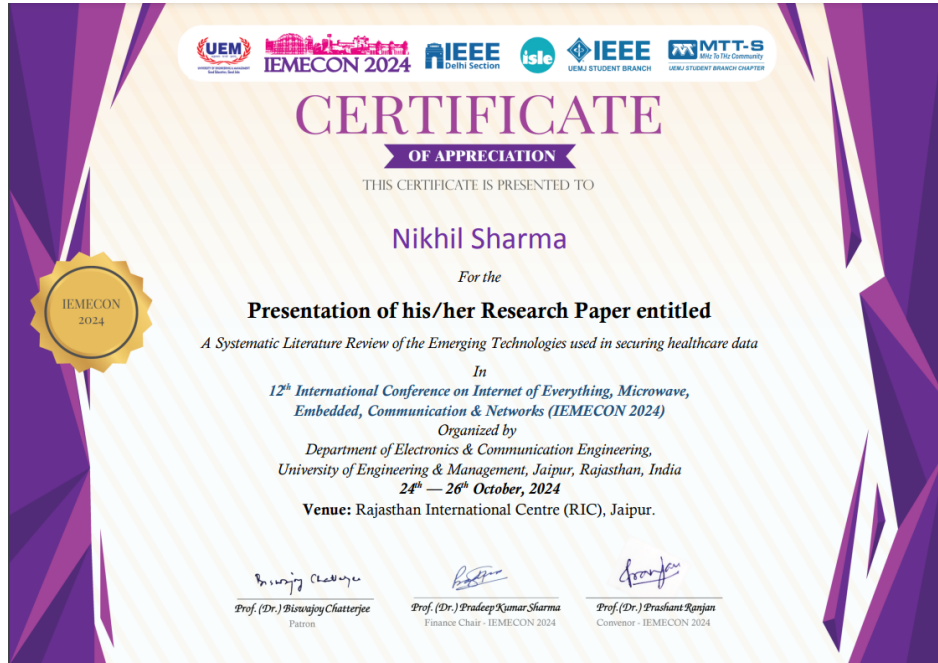 UEM
UNIVERSITY OF ENGINEERING & MANAGEMENT
IEMECON 2024
IEEE
Delhi Section
isle
IEEE
UEMJ STUDENT BRANCH
MTT-S
MHz To THz Community
UEMJ STUDENT BRANCH CHAPTER
CERTIFICATE
OF APPRECIATION
THIS CERTIFICATE IS PRESENTED TO
Nikhil Sharma
For the
IEMECON
2024
Presentation of his/her Research Paper entitled
A Systematic Literature Review of the Emerging Technologies used in securing healthcare data
In
12th International Conference on Internet of Everything, Microwave,
Embedded, Communication & Networks (IEMECON 2024)
Organized by
Department of Electronics & Communication Engineering,
University of Engineering & Management, Jaipur, Rajasthan, India
24th — 26th October, 2024
Venue: Rajasthan International Centre (RIC), Jaipur.
Biswajoy Chatterjee
Prof. (Dr.) Biswajoy Chatterjee
Patron
Prof. (Dr.) Pradeep Kumar Sharma
Finance Chair - IEMECON 2024
Prof. (Dr.) Prashant Ranjan
Convenor - IEMECON 2024